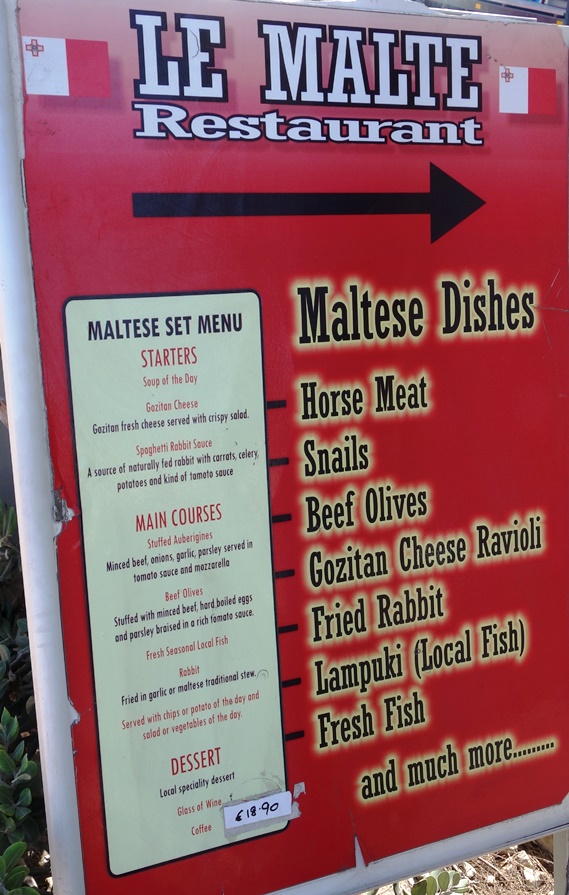 LE MALTE
Restaurant
MALTESE SET MENU
STARTERS
Soup of the Day
Gozitan Cheese
Gozitan fresh cheese served with crispy salad.
Spaghetti Rabbit Sauce
A source of naturally fed rabbit with carrats, celery,
potatoes and kind of tamoto sauce
MAIN COURSES
Stuffed Auberigines
Minced beef, onions, garlic, parsley served in
tomato sauce and mozzarella
Beef Olives
Stuffed with minced beef, hard.boiled eggs
and parsley braised in a rich tomato sauce.
Fresh Seasonal Local Fish
Rabbit
Fried in garlic or maltese traditional stew.
Served with chips or potato of the day and
salad or vegetables of the day.
DESSERT
Local speciality dessert
Glass of Wine
Coffee
€18.90
Maltese Dishes
Horse Meat
Snails
Beef Olives
Gozitan Cheese Ravioli
Fried Rabbit
Lampuki (Local Fish)
Fresh Fish
and much more.........